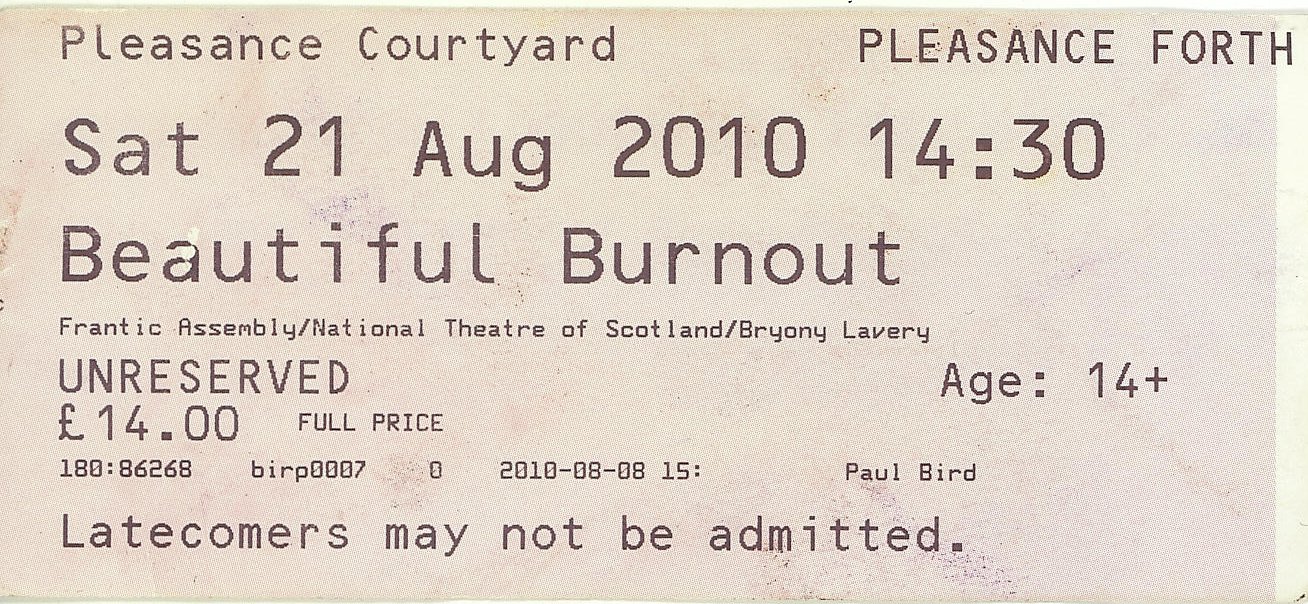 Pleasance Courtyard PLEASANCE FORTH
Sat 21 Aug 2010 14:30
Beautiful Burnout
Frantic Assembly/National Theatre of Scotland/Bryony Lavery
UNRESERVED Age: 14+
£14.00 FULL PRICE
180:86268 birp0007 0 2010-08-08 15: Paul Bird
Latecomers may not be admitted.